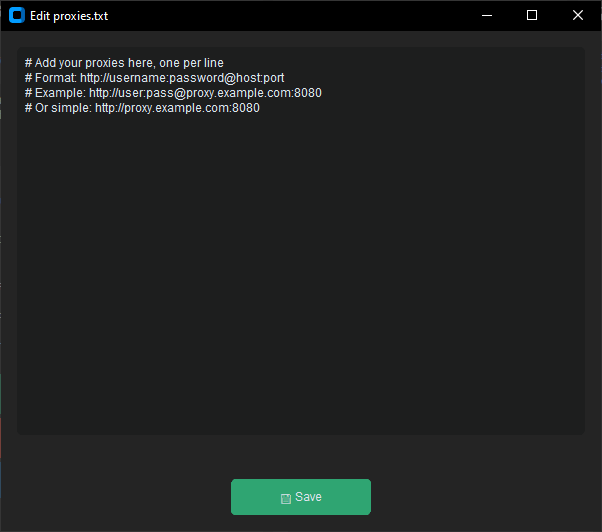 Edit proxies.txt
# Add your proxies here, one per line
# Format: http://username:password@host:port
# Example: http://user:pass@proxy.example.com:8080
# Or simple: http://proxy.example.com:8080
Save